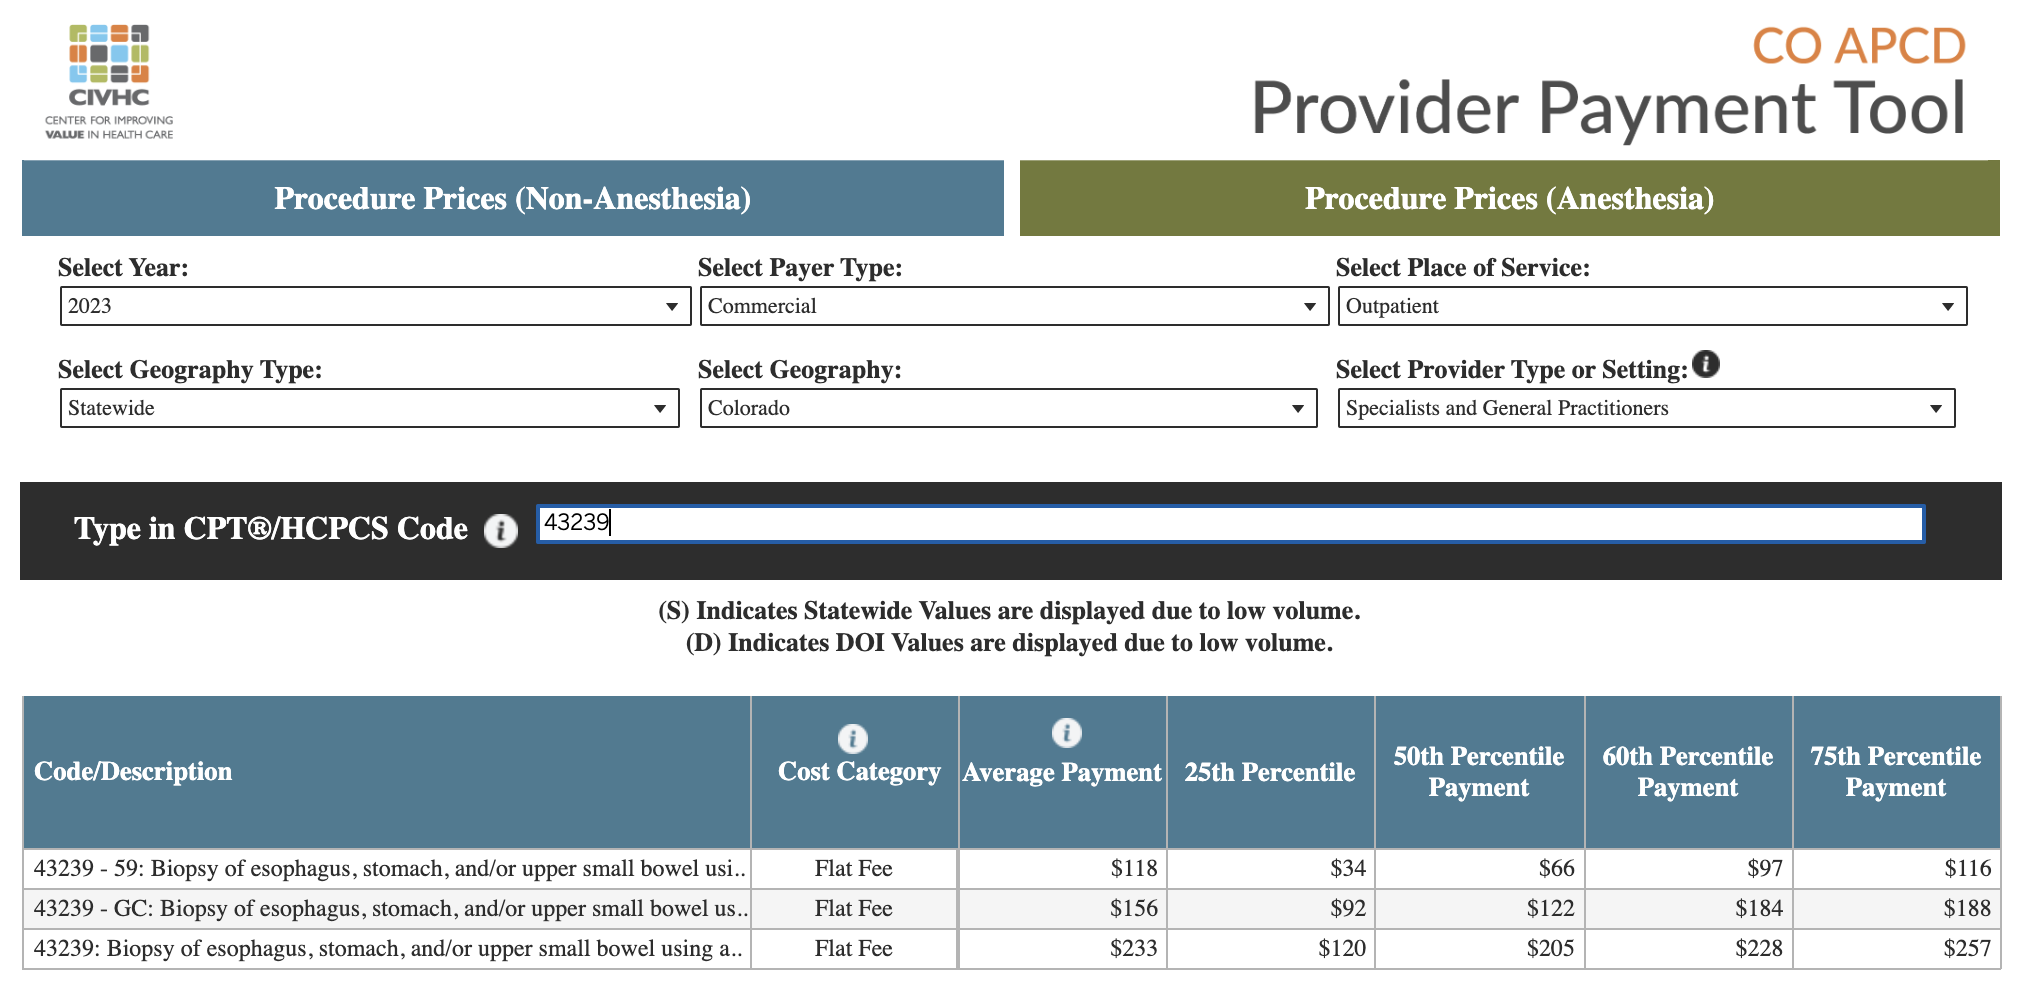 CIVHC
CENTER FOR IMPROVING
VALUE IN HEALTH CARE
CO APCD
Provider Payment Tool
Procedure Prices (Non-Anesthesia)
Procedure Prices (Anesthesia)
Select Year:
Select Payer Type:
Select Place of Service:
2023
Commercial
Outpatient
Select Geography Type:
Select Geography:
Select Provider Type or Setting: i
Statewide
Colorado
Specialists and General Practitioners
Type in CPT®/HCPCS Code i 43239
(S) Indicates Statewide Values are displayed due to low volume.
(D) Indicates DOI Values are displayed due to low volume.
Code/Description
i
Cost Category
i
Average Payment
25th Percentile
50th Percentile
Payment
60th Percentile
Payment
75th Percentile
Payment
43239 - 59: Biopsy of esophagus, stomach, and/or upper small bowel usi.. Flat Fee $118 $34 $66 $97 $116
43239 - GC: Biopsy of esophagus, stomach, and/or upper small bowel us.. Flat Fee $156 $92 $122 $184 $188
43239: Biopsy of esophagus, stomach, and/or upper small bowel using a.. Flat Fee $233 $120 $205 $228 $257